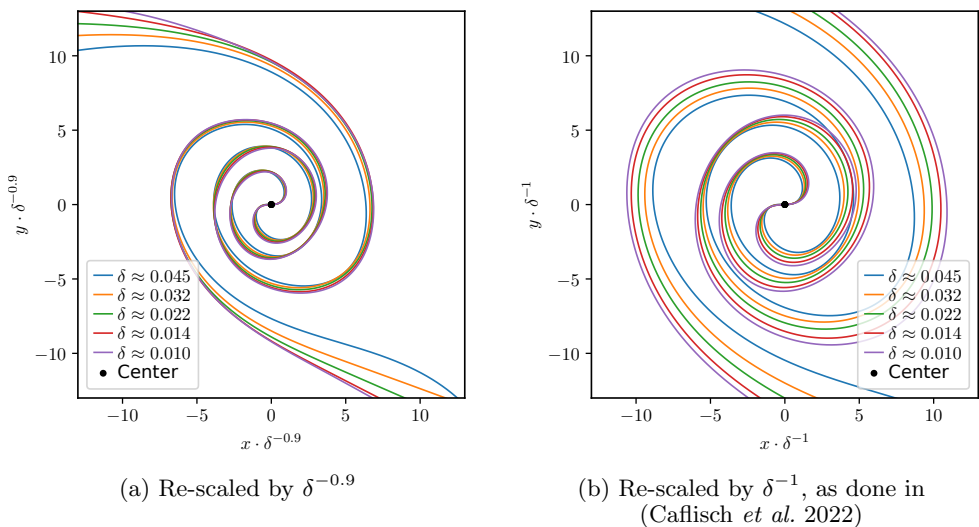 10
5
0
−5
−10
y · δ^−0.9
δ ≈ 0.045
δ ≈ 0.032
δ ≈ 0.022
δ ≈ 0.014
δ ≈ 0.010
Center
−10
−5
0
5
10
x · δ^−0.9
(a) Re-scaled by δ^−0.9
10
5
0
−5
−10
y · δ^−1
δ ≈ 0.045
δ ≈ 0.032
δ ≈ 0.022
δ ≈ 0.014
δ ≈ 0.010
Center
−10
−5
0
5
10
x · δ^−1
(b) Re-scaled by δ^−1, as done in
(Caflisch et al. 2022)